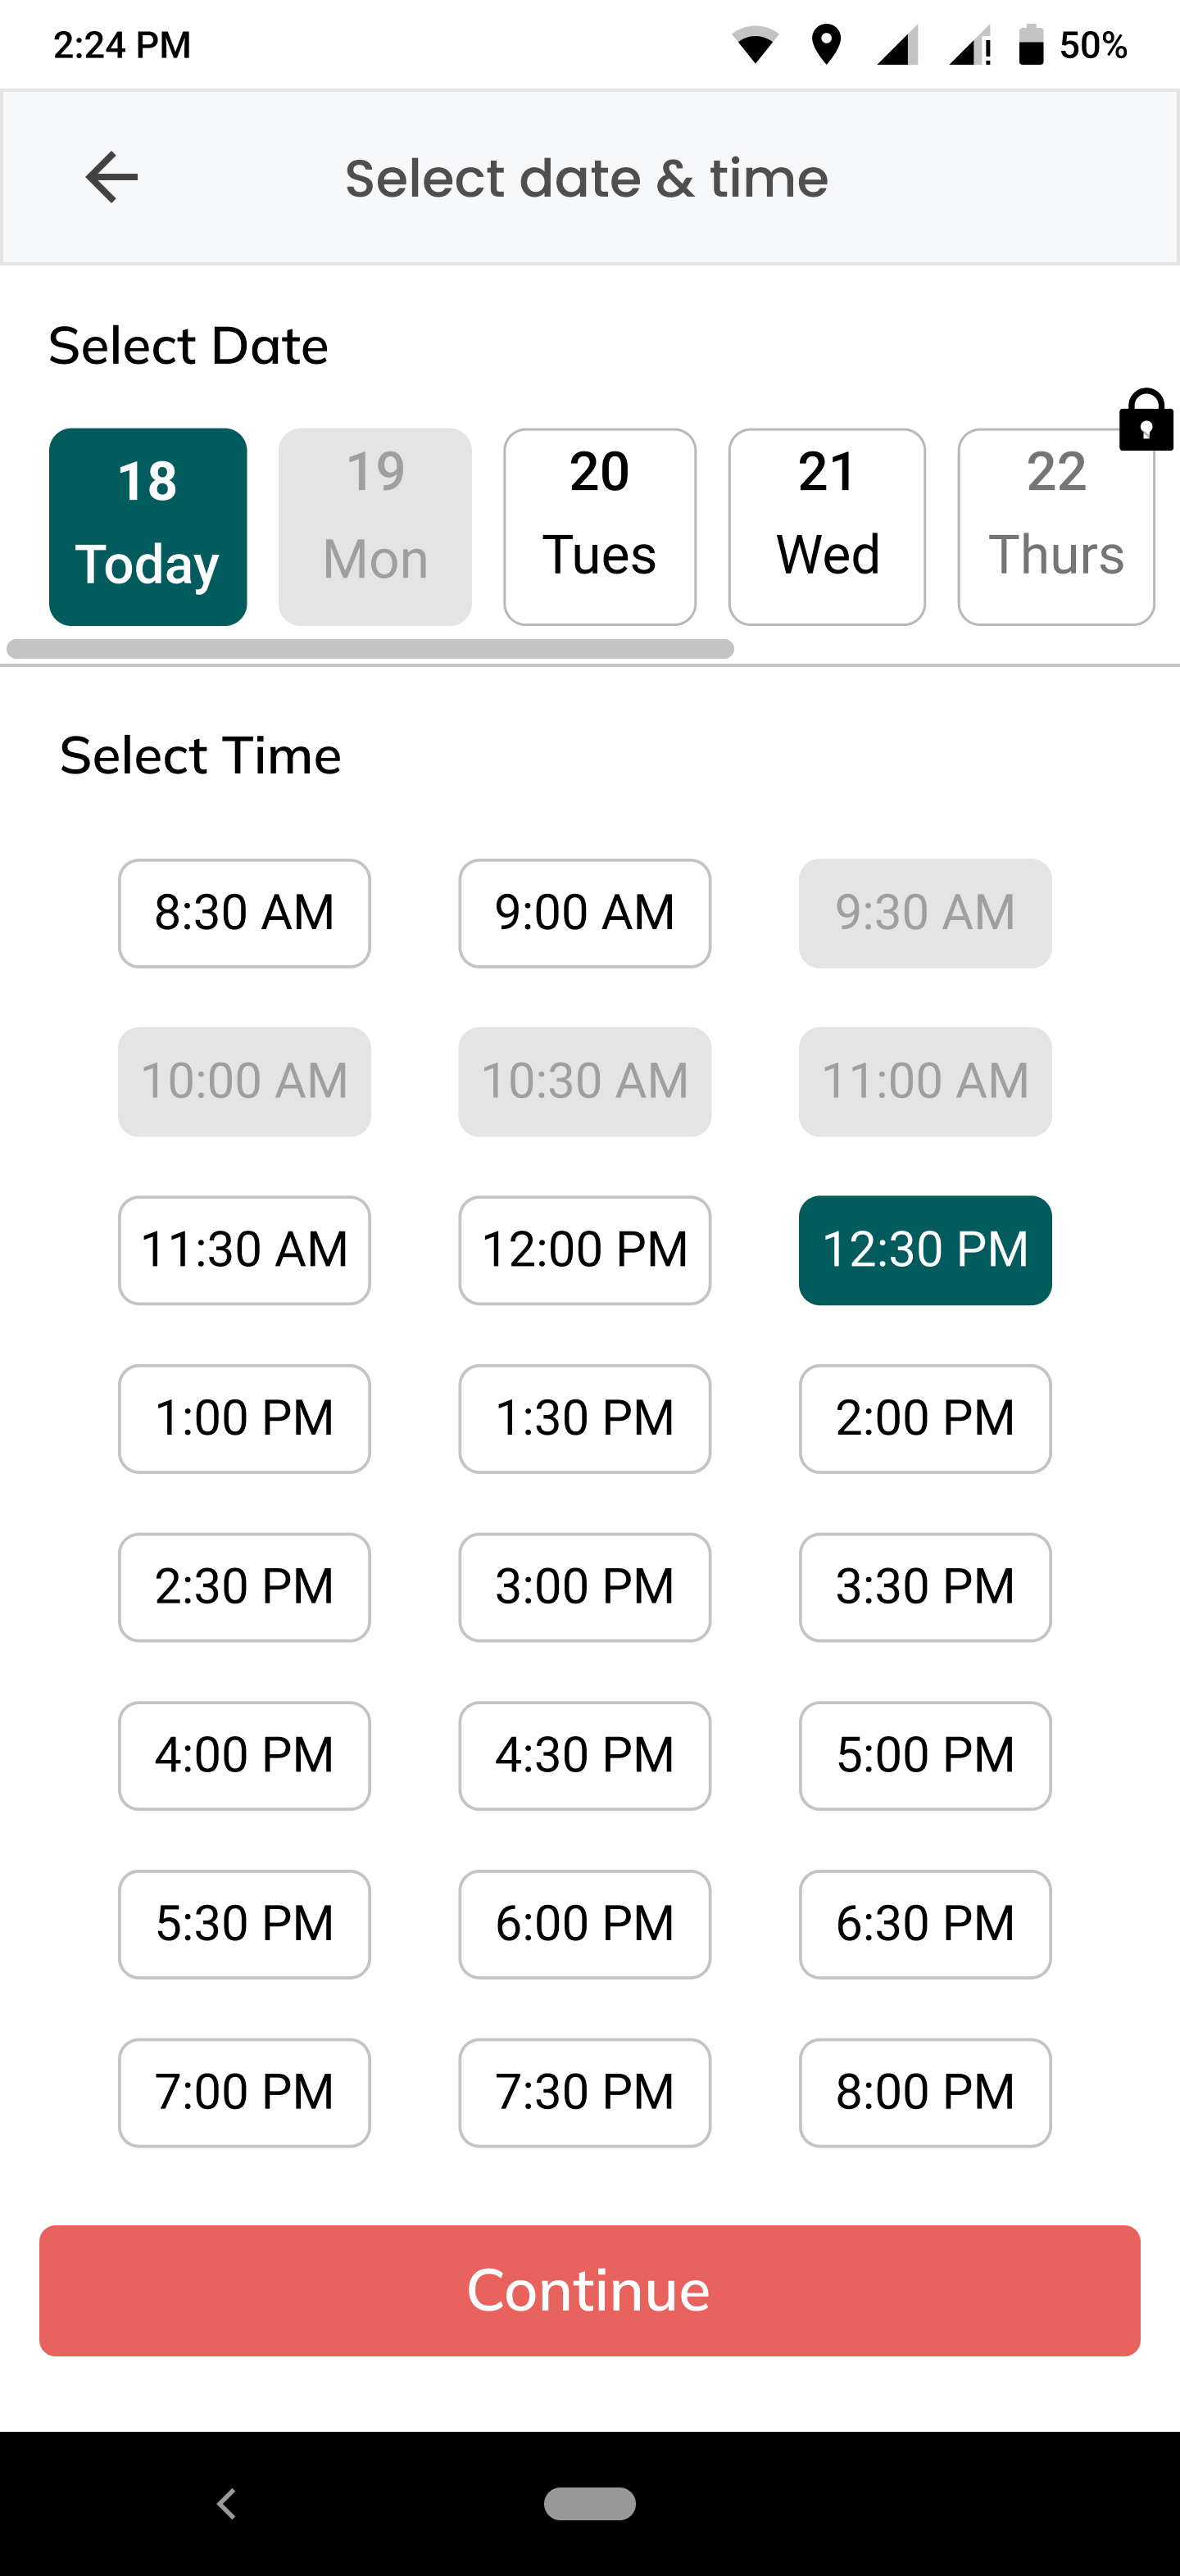 2:24 PM 50%
Select date & time
Select Date
18 19 20 21 22
Today Mon Tues Wed Thurs
Select Time
8:30 AM 9:00 AM 9:30 AM
10:00 AM 10:30 AM 11:00 AM
11:30 AM 12:00 PM 12:30 PM
1:00 PM 1:30 PM 2:00 PM
2:30 PM 3:00 PM 3:30 PM
4:00 PM 4:30 PM 5:00 PM
5:30 PM 6:00 PM 6:30 PM
7:00 PM 7:30 PM 8:00 PM
Continue